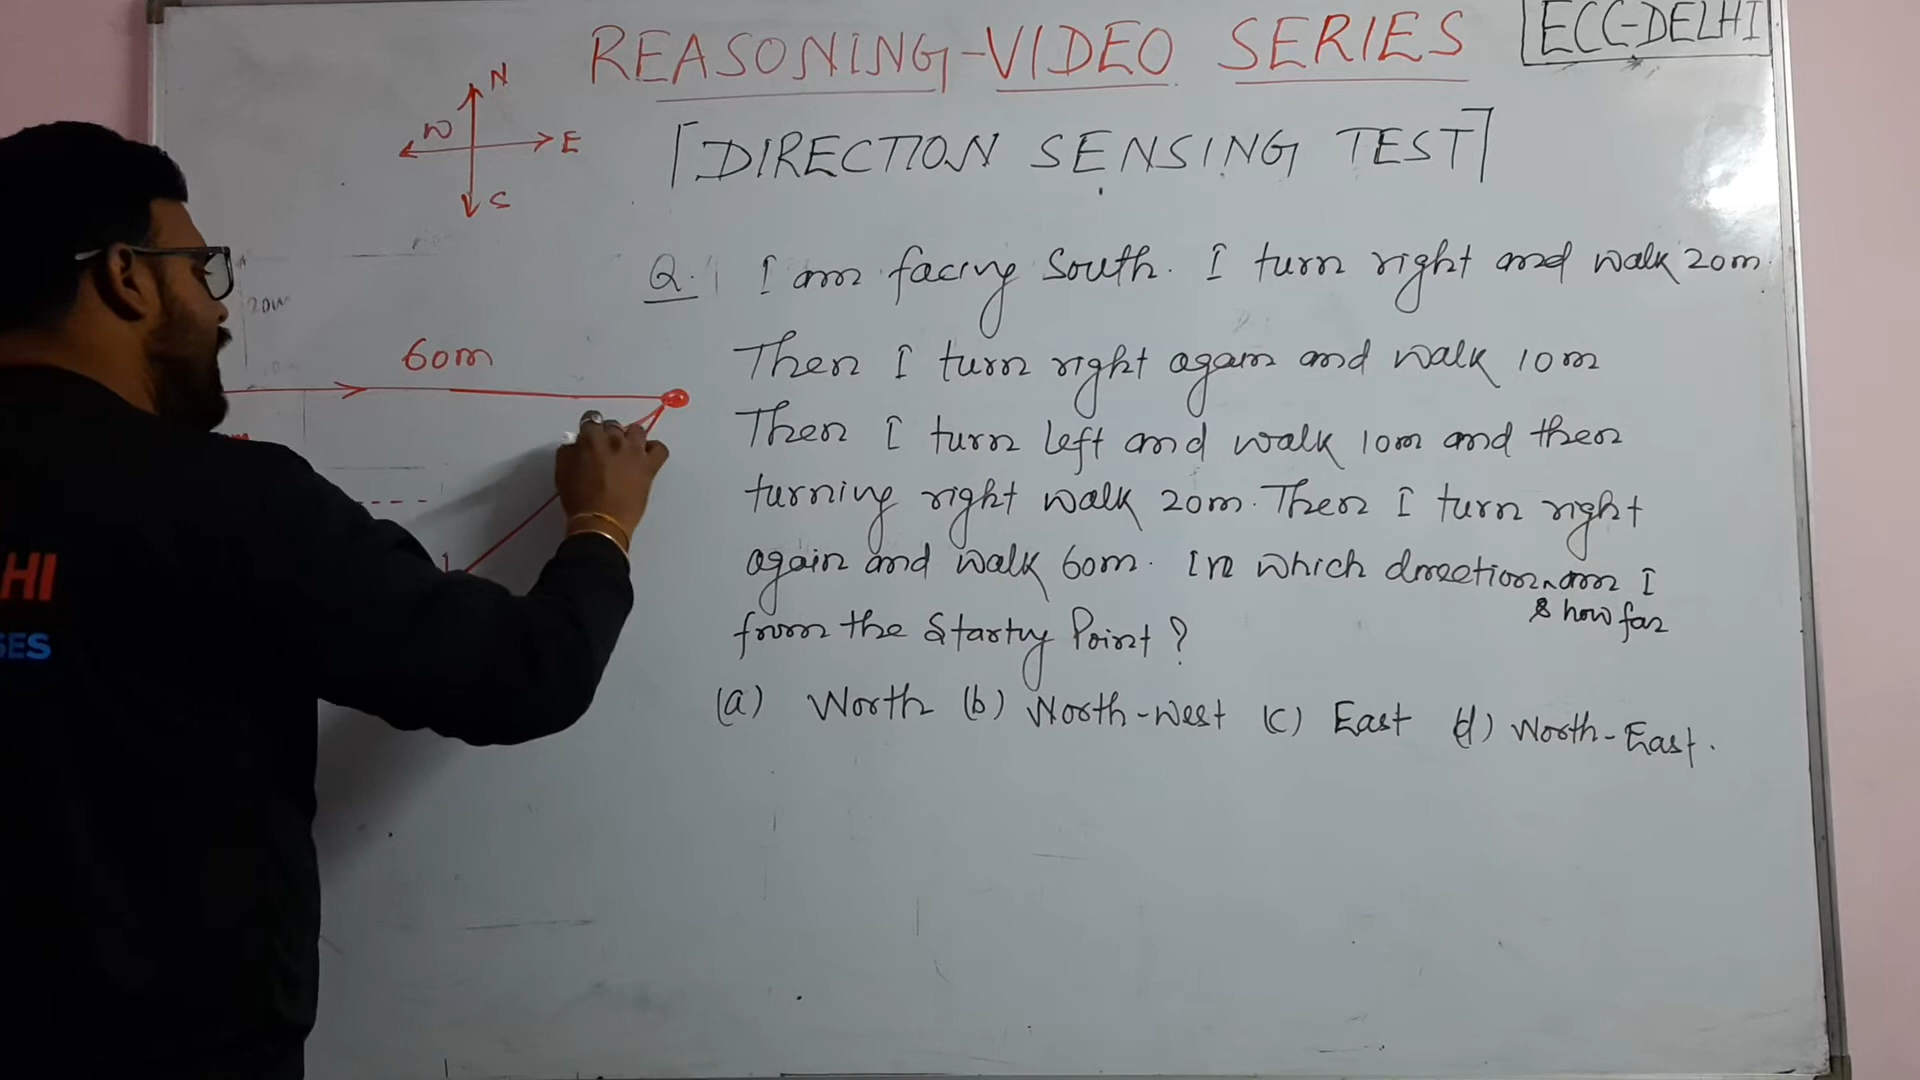 REASONING-VIDEO SERIES
ECC-DELHI
N
W
E
S
[DIRECTION SENSING TEST]
Q. I am facing South. I turn right and walk 20m.
Then I turn right again and walk 10m
Then I turn left and walk 10m and then
turning right walk 20m. Then I turn right
again and walk 60m. In which direction am I
& how far
from the starting Point?
(a) North (b) North-West (c) East (d) North-East.
20m
60m
HI
SES